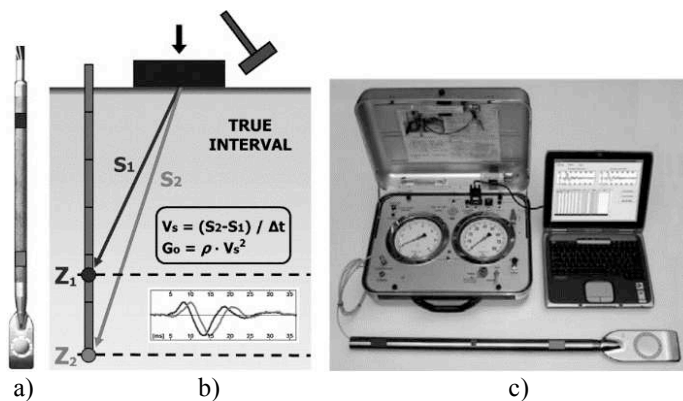 TRUE
INTERVAL
S₁
S₂
Vs = (S₂-S₁) / Δt
G₀ = ρ · Vs²
Z₁
5 10 15 20 25 30 35
[ms] 5 10 15 20 25 30 35
Z₂
a) b) c)